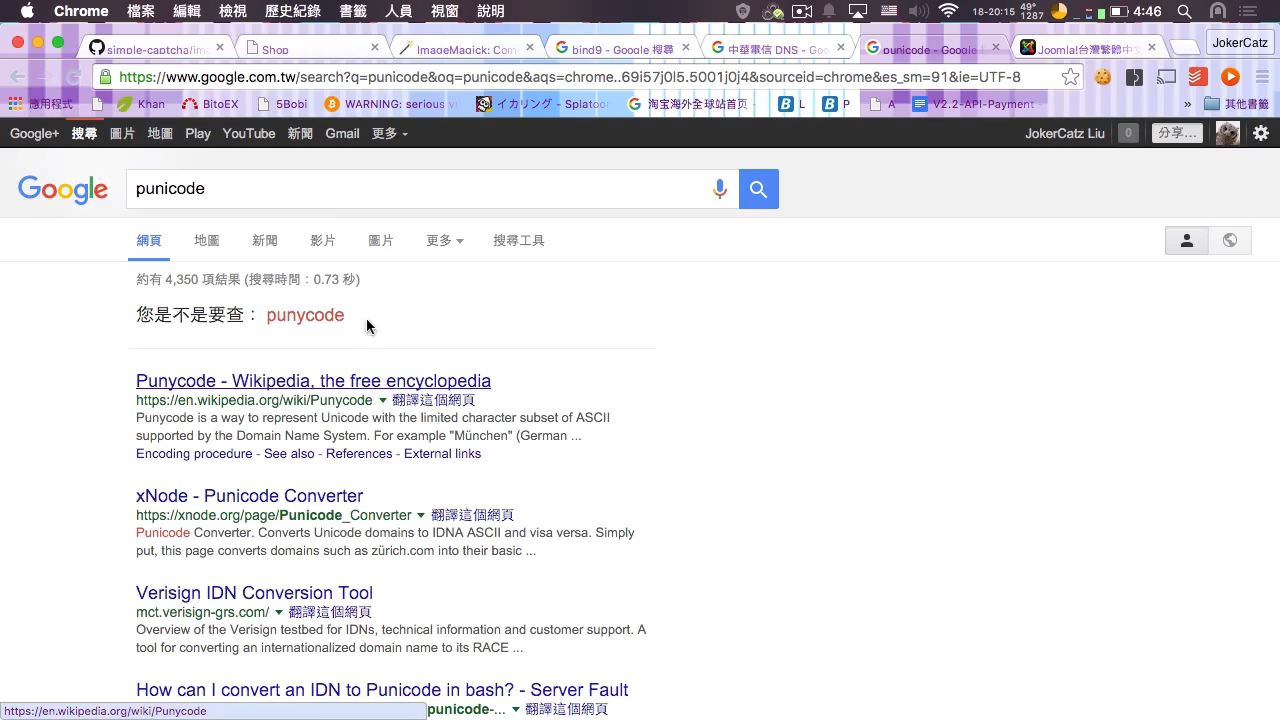 Chrome 檔案 編輯 檢視 歷史紀錄 書籤 人員 視窗 說明 18-20:15 49° 1287 4:46
simple-captcha/ima Shop ImageMagick: Com bind9 - Google 搜尋 中華電信 DNS - Go punicode - Google Joomla!台灣繁體中文 JokerCatz
https://www.google.com.tw/search?q=punicode&oq=punicode&aqs=chrome..69i57j0l5.5001j0j4&sourceid=chrome&es_sm=91&ie=UTF-8
應用程式 Khan BitoEX 5Bobi WARNING: serious イカリング - Splatoon 淘宝海外全球站首页 L P A V2.2-API-Payment » 其他書籤
Google+ 搜尋 圖片 地圖 Play YouTube 新聞 Gmail 更多 JokerCatz Liu 0 分享...
Google punicode
網頁 地圖 新聞 影片 圖片 更多 搜尋工具
約有 4,350 項結果 (搜尋時間：0.73 秒)
您是不是要查： punycode
Punycode - Wikipedia, the free encyclopedia
https://en.wikipedia.org/wiki/Punycode 翻譯這個網頁
Punycode is a way to represent Unicode with the limited character subset of ASCII
supported by the Domain Name System. For example "München" (German ...
Encoding procedure - See also - References - External links
xNode - Punicode Converter
https://xnode.org/page/Punicode_Converter 翻譯這個網頁
Punicode Converter. Converts Unicode domains to IDNA ASCII and visa versa. Simply
put, this page converts domains such as zürich.com into their basic ...
Verisign IDN Conversion Tool
mct.verisign-grs.com/ 翻譯這個網頁
Overview of the Verisign testbed for IDNs, technical information and customer support. A
tool for converting an internationalized domain name to its RACE ...
How can I convert an IDN to Punicode in bash? - Server Fault
https://en.wikipedia.org/wiki/Punycode punicode-... 翻譯這個網頁